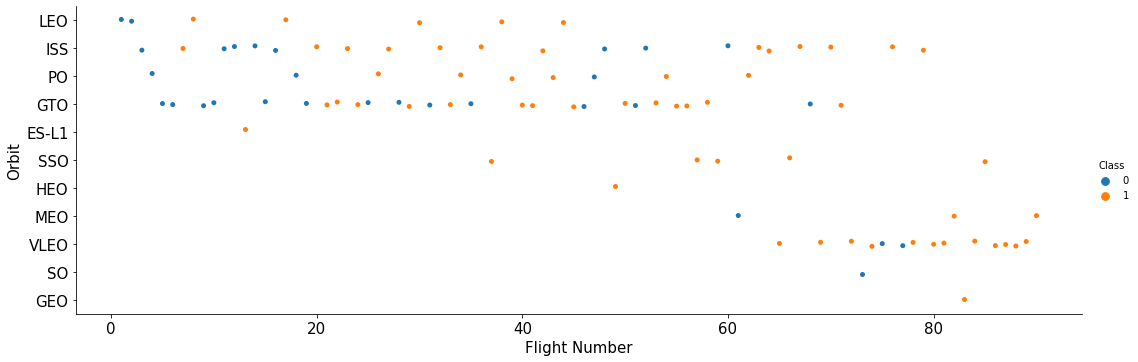 Orbit
LEO
ISS
PO
GTO
ES-L1
SSO
HEO
MEO
VLEO
SO
GEO
0 20 40 60 80
Flight Number
Class
0
1